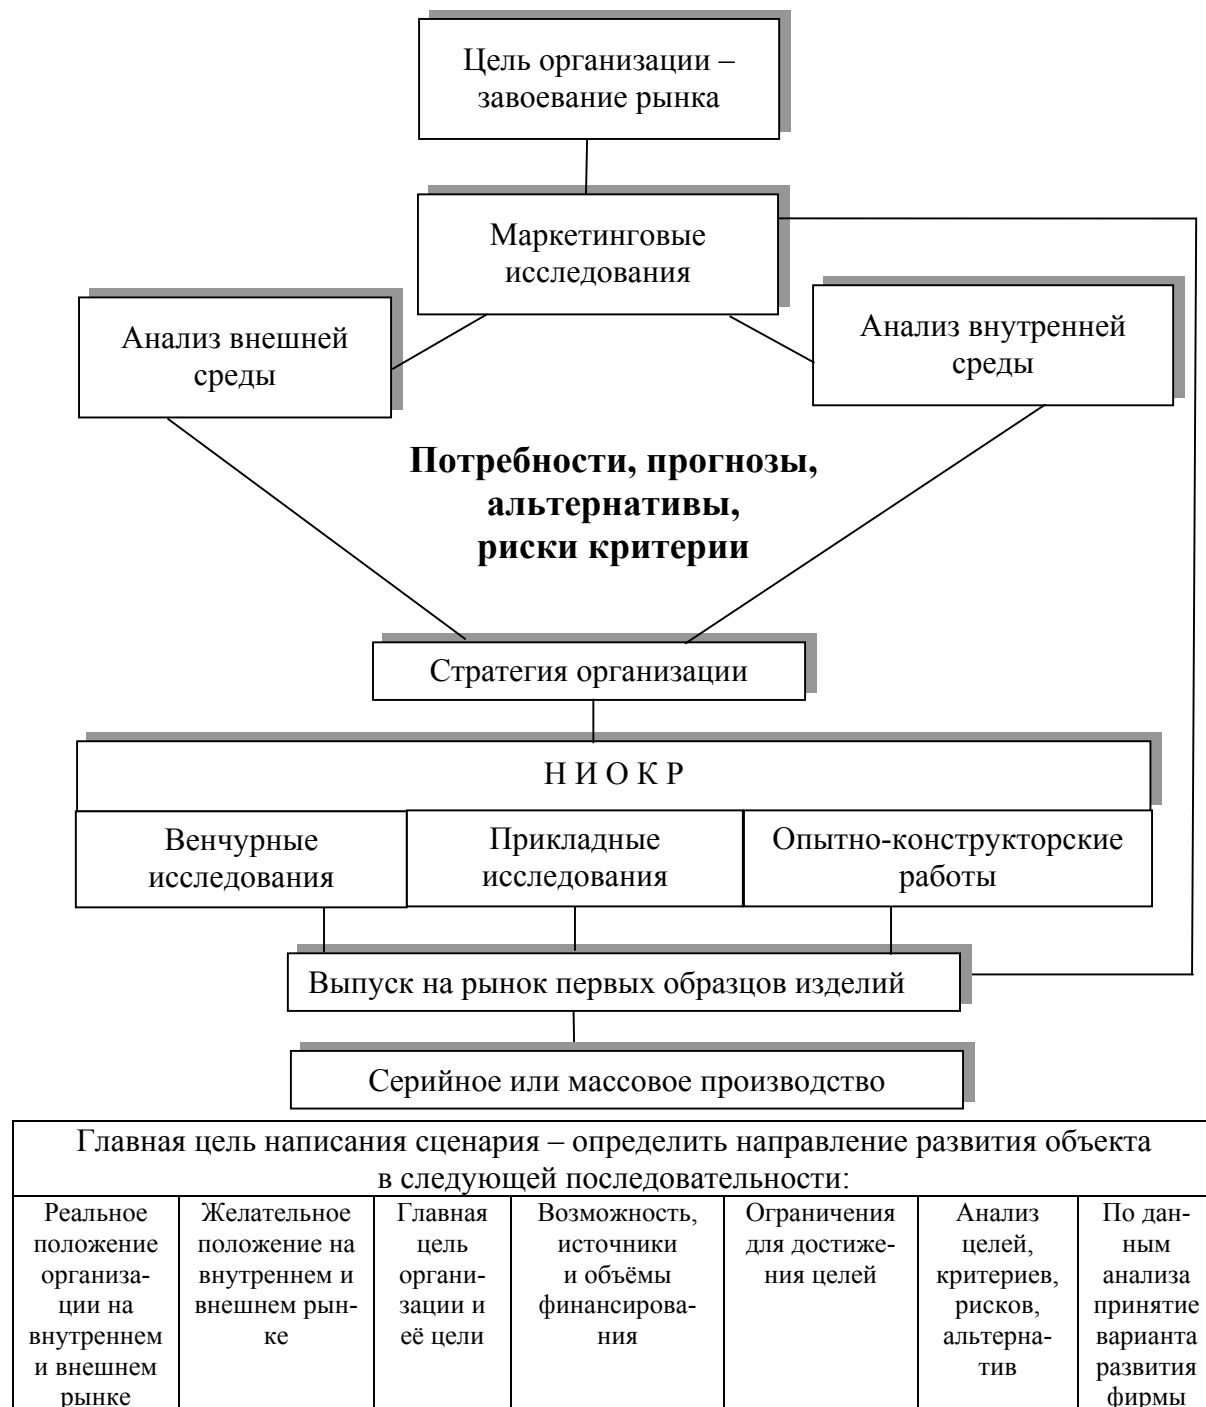 Цель организации –
завоевание рынка
Маркетинговые
исследования
Анализ внешней
среды
Анализ внутренней
среды
Потребности, прогнозы,
альтернативы,
риски критерии
Стратегия организации
Н И О К Р
Венчурные
исследования
Прикладные
исследования
Опытно-конструкторские
работы
Выпуск на рынок первых образцов изделий
Серийное или массовое производство
Главная цель написания сценария – определить направление развития объекта
в следующей последовательности:
Реальное
положение
организа-
ции на
внутреннем
и внешнем
рынке
Желательное
положение на
внутреннем и
внешнем рын-
ке
Главная
цель
органи-
зации и
её цели
Возможность,
источники
и объёмы
финансирова-
ния
Ограничения
для достиже-
ния целей
Анализ
целей,
критериев,
рисков,
альтерна-
тив
По дан-
ным
анализа
принятие
варианта
развития
фирмы